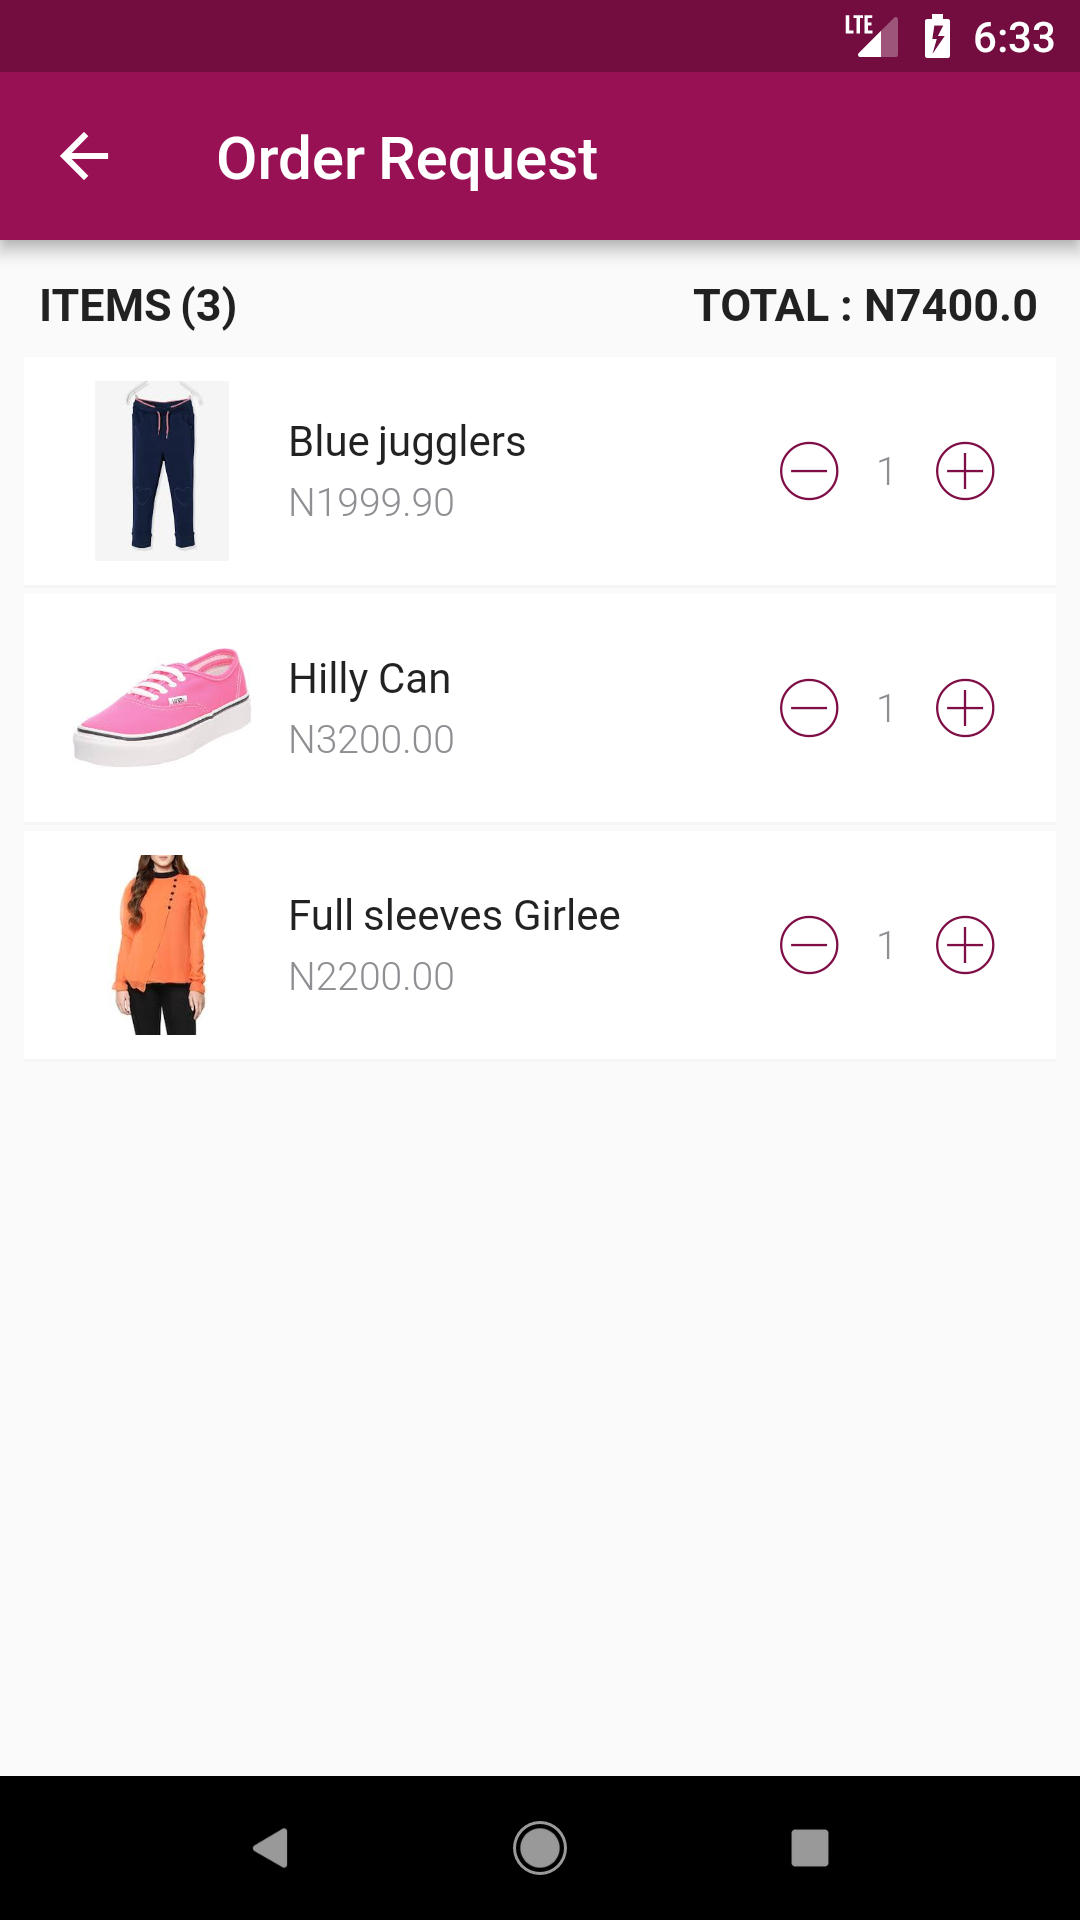 LTE 6:33
Order Request
ITEMS (3) TOTAL : N7400.0
Blue jugglers
N1999.90
1
Hilly Can
N3200.00
1
Full sleeves Girlee
N2200.00
1